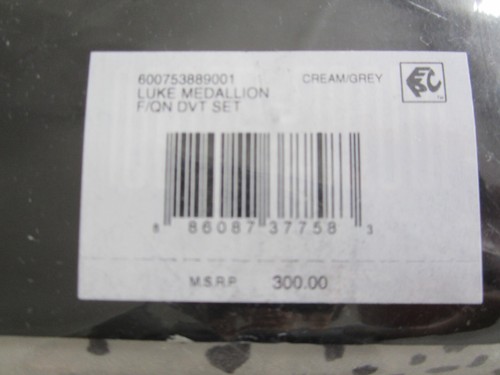 600753889001 CREAM/GREY
LUKE MEDALLION
F/QN DVT SET
8 86087 37758 3
M.S.R.P 300.00